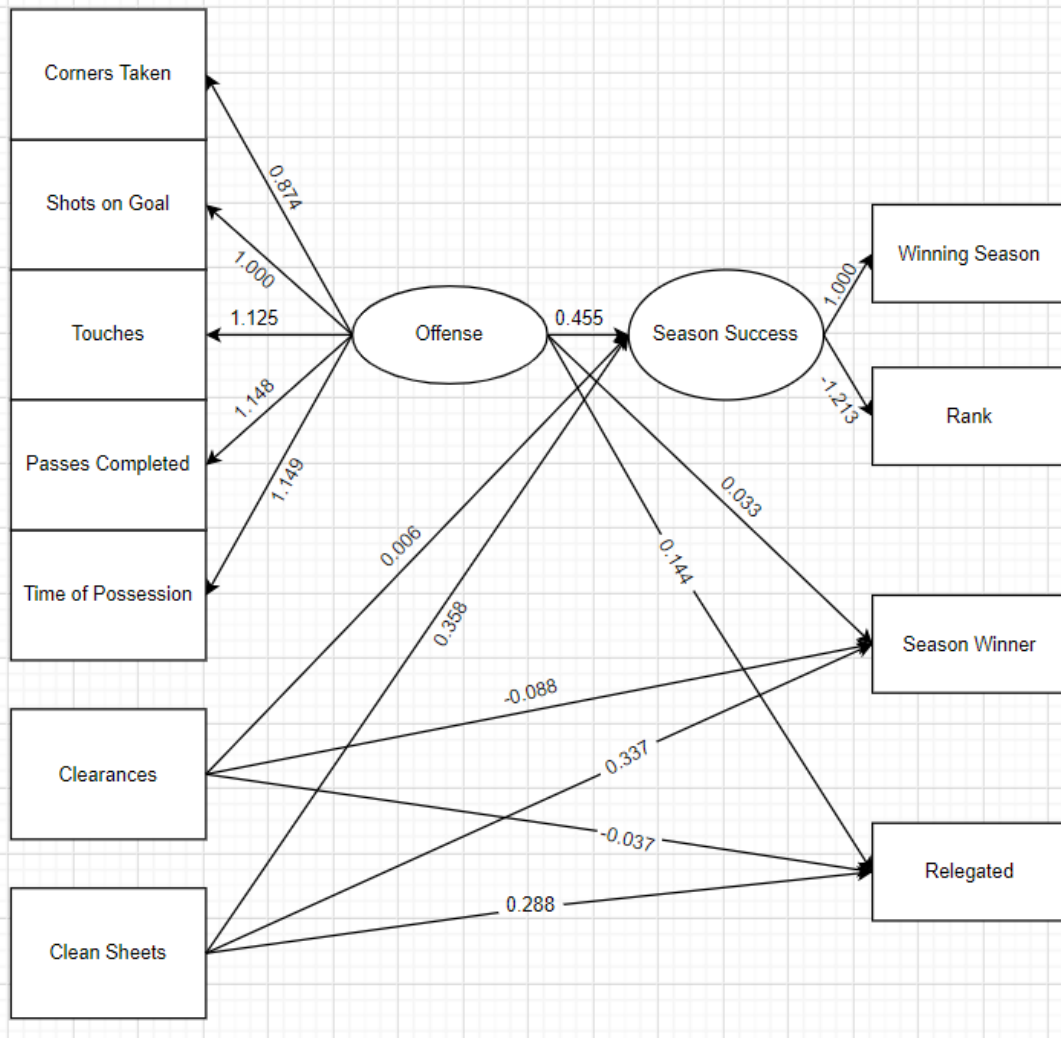 Corners Taken
0.874
Shots on Goal
1.000
Touches
1.125
Passes Completed
1.148
Time of Possession
1.149
Offense
0.455
Season Success
1.000
Winning Season
-1.213
Rank
0.006
0.358
0.033
0.144
Clearances
-0.088
Season Winner
0.337
-0.037
Relegated
0.288
Clean Sheets